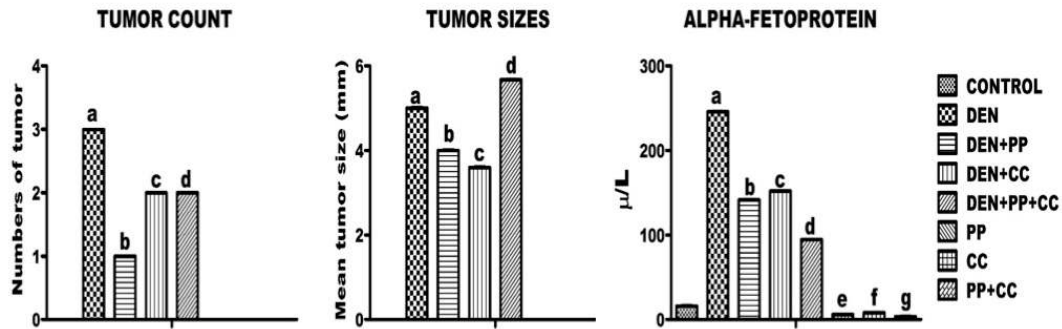 TUMOR COUNT
Numbers of tumor
4
3
2
1
0
a
b
c
d
TUMOR SIZES
Mean tumor size (mm)
6
4
2
0
a
b
c
d
ALPHA-FETOPROTEIN
µ/L
300
200
100
0
a
b
c
d
e
f
g
CONTROL
DEN
DEN+PP
DEN+CC
DEN+PP+CC
PP
CC
PP+CC